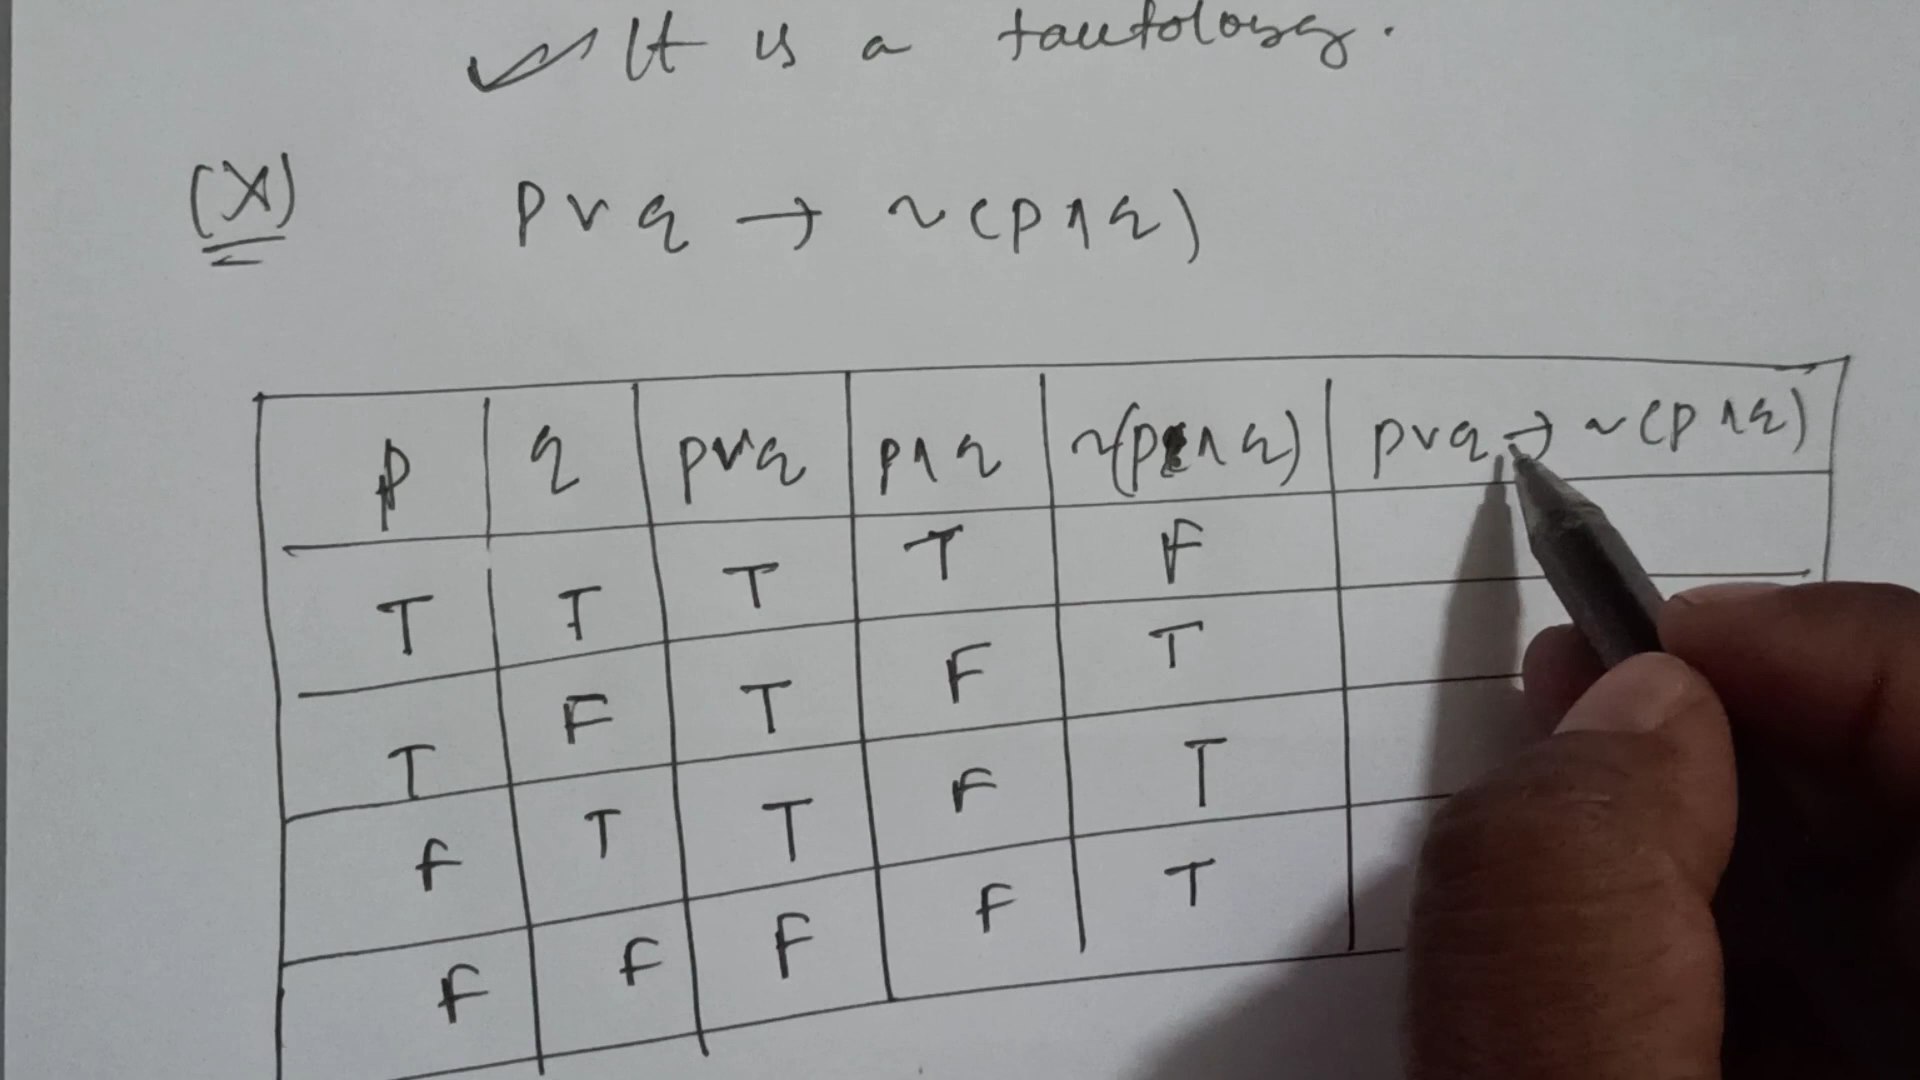 It is a tautology.
(X) p ∨ q → ~(p ∧ q)
p q p∨q p∧q ~(p∧q) p∨q → ~(p∧q)
T T T T F
T F T F T
F T T F T
F F F F T